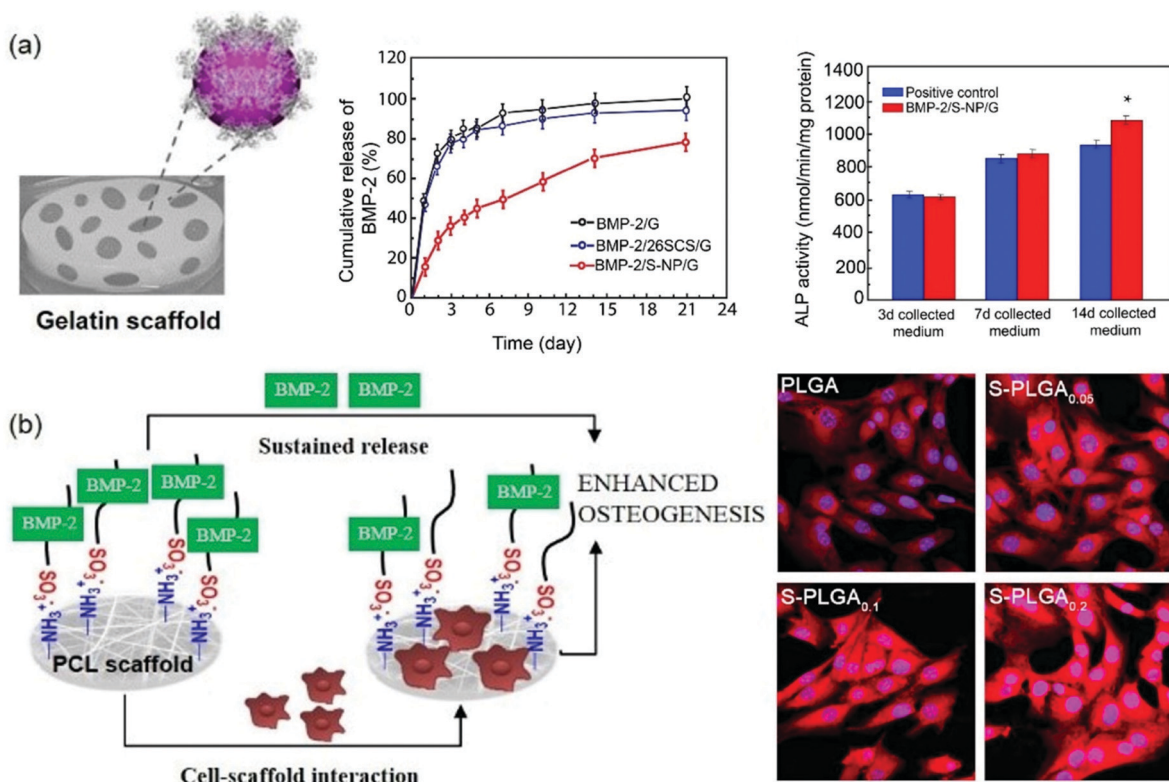 (a)
Gelatin scaffold
Cumulative release of
BMP-2 (%)
120
100
80
60
40
20
0
0 3 6 9 12 15 18 21 24
Time (day)
BMP-2/G
BMP-2/26SCS/G
BMP-2/S-NP/G
ALP activity (nmol/min/mg protein)
1400
1200
1000
800
600
400
200
0
Positive control
BMP-2/S-NP/G
*
3d collected
medium
7d collected
medium
14d collected
medium
(b)
BMP-2 BMP-2
Sustained release
BMP-2
BMP-2
BMP-2
BMP-2
SO₃⁻
SO₃⁻
SO₃⁻
SO₃⁻
–NH₃⁺
–NH₃⁺
–NH₃⁺
–NH₃⁺
PCL scaffold
BMP-2
BMP-2
SO₃⁻
SO₃⁻
SO₃⁻
SO₃⁻
–NH₃⁺
–NH₃⁺
–NH₃⁺
–NH₃⁺
ENHANCED
OSTEOGENESIS
Cell-scaffold interaction
PLGA
S-PLGA₀.₀₅
S-PLGA₀.₁
S-PLGA₀.₂